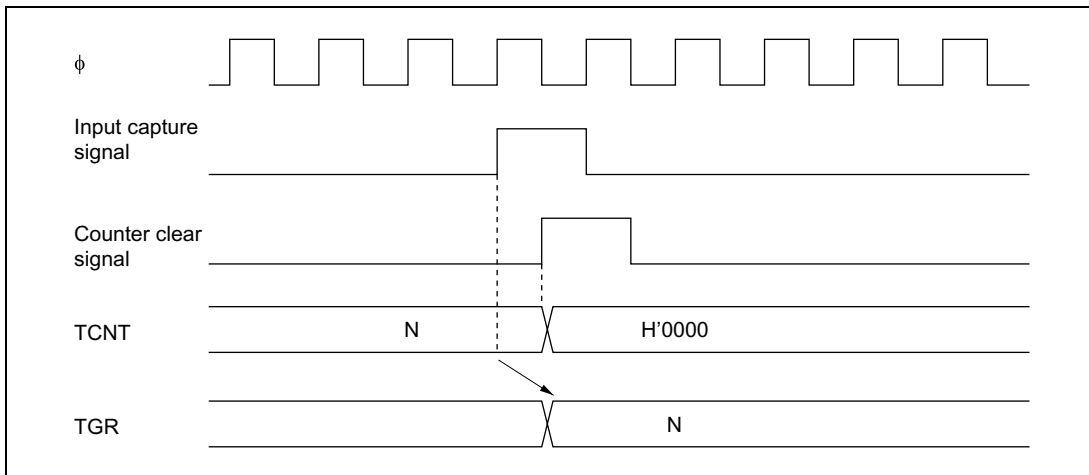 ϕ
Input capture
signal
Counter clear
signal
TCNT
N
H'0000
TGR
N